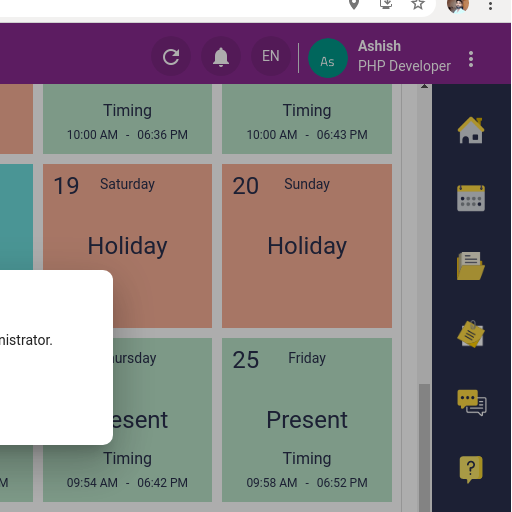 EN
As
Ashish
PHP Developer
Timing
10:00 AM - 06:36 PM
Timing
10:00 AM - 06:43 PM
19 Saturday
Holiday
20 Sunday
Holiday
nistrator.
ursday
esent
Timing
09:54 AM - 06:42 PM
25 Friday
Present
Timing
09:58 AM - 06:52 PM
M
?